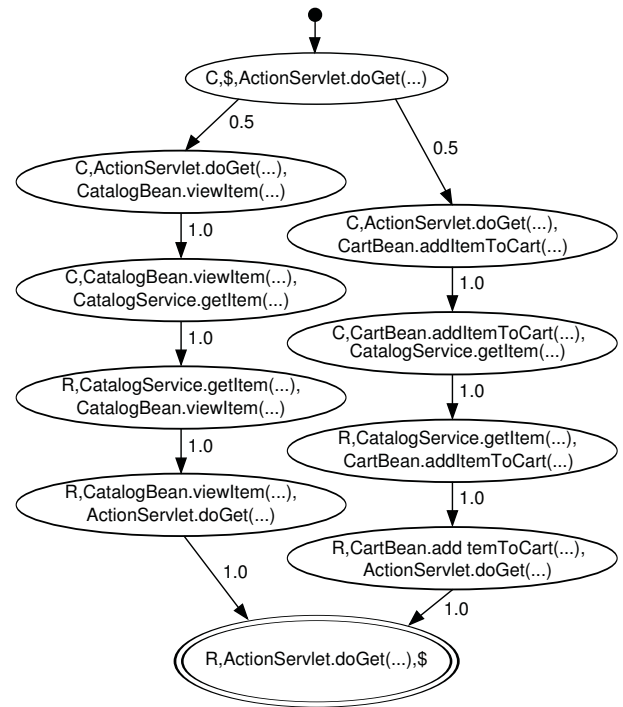 C,$,ActionServlet.doGet(...)
0.5
0.5
C,ActionServlet.doGet(...),
CatalogBean.viewItem(...)
1.0
C,CatalogBean.viewItem(...),
CatalogService.getItem(...)
1.0
R,CatalogService.getItem(...),
CatalogBean.viewItem(...)
1.0
R,CatalogBean.viewItem(...),
ActionServlet.doGet(...)
1.0
C,ActionServlet.doGet(...),
CartBean.addItemToCart(...)
1.0
C,CartBean.addItemToCart(...),
CatalogService.getItem(...)
1.0
R,CatalogService.getItem(...),
CartBean.addItemToCart(...)
1.0
R,CartBean.add temToCart(...),
ActionServlet.doGet(...)
1.0
R,ActionServlet.doGet(...),$